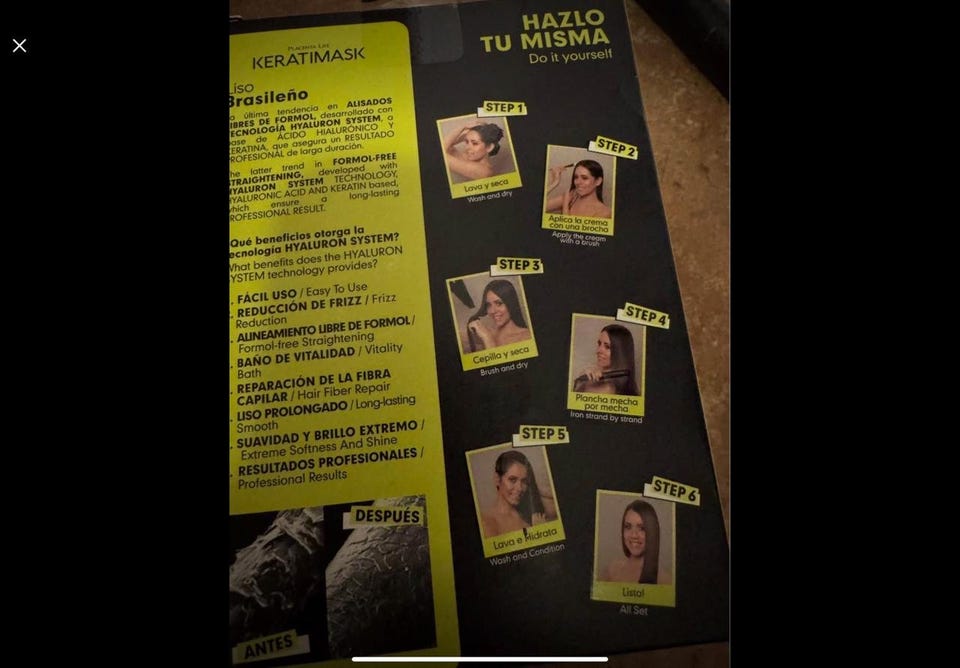 PLACENTA LIFE
KERATIMASK
Liso
Brasileño
última tendencia en ALISADOS
LIBRES DE FORMOL, desarrollado con
TECNOLOGÍA HYALURON SYSTEM, a
base de ÁCIDO HIALURÓNICO Y
KERATINA, que asegura un RESULTADO
PROFESIONAL de larga duración.
The latter trend in FORMOL-FREE
STRAIGHTENING, developed with
HYALURON SYSTEM TECHNOLOGY,
HYALURONIC ACID AND KERATIN based,
which ensure a long-lasting
PROFESSIONAL RESULT.
¿Qué beneficios otorga la
tecnología HYALURON SYSTEM?
What benefits does the HYALURON
SYSTEM technology provides?
. FÁCIL USO / Easy To Use
. REDUCCIÓN DE FRIZZ / Frizz
Reduction
. ALINEAMIENTO LIBRE DE FORMOL /
Formol-free Straightening
. BAÑO DE VITALIDAD / Vitality
Bath
. REPARACIÓN DE LA FIBRA
CAPILAR / Hair Fiber Repair
. LISO PROLONGADO / Long-lasting
Smooth
. SUAVIDAD Y BRILLO EXTREMO /
Extreme Softness And Shine
. RESULTADOS PROFESIONALES /
Professional Results
DESPUÉS
ANTES
HAZLO
TU MISMA
Do it yourself
STEP 1
Lava y seca
Wash and dry
STEP 2
Aplica la crema
con una brocha
Apply the cream
with a brush
STEP 3
Cepilla y seca
Brush and dry
STEP 4
Plancha mecha
por mecha
Iron strand by strand
STEP 5
Lava e Hidrata
Wash and Condition
STEP 6
Lista!
All Set